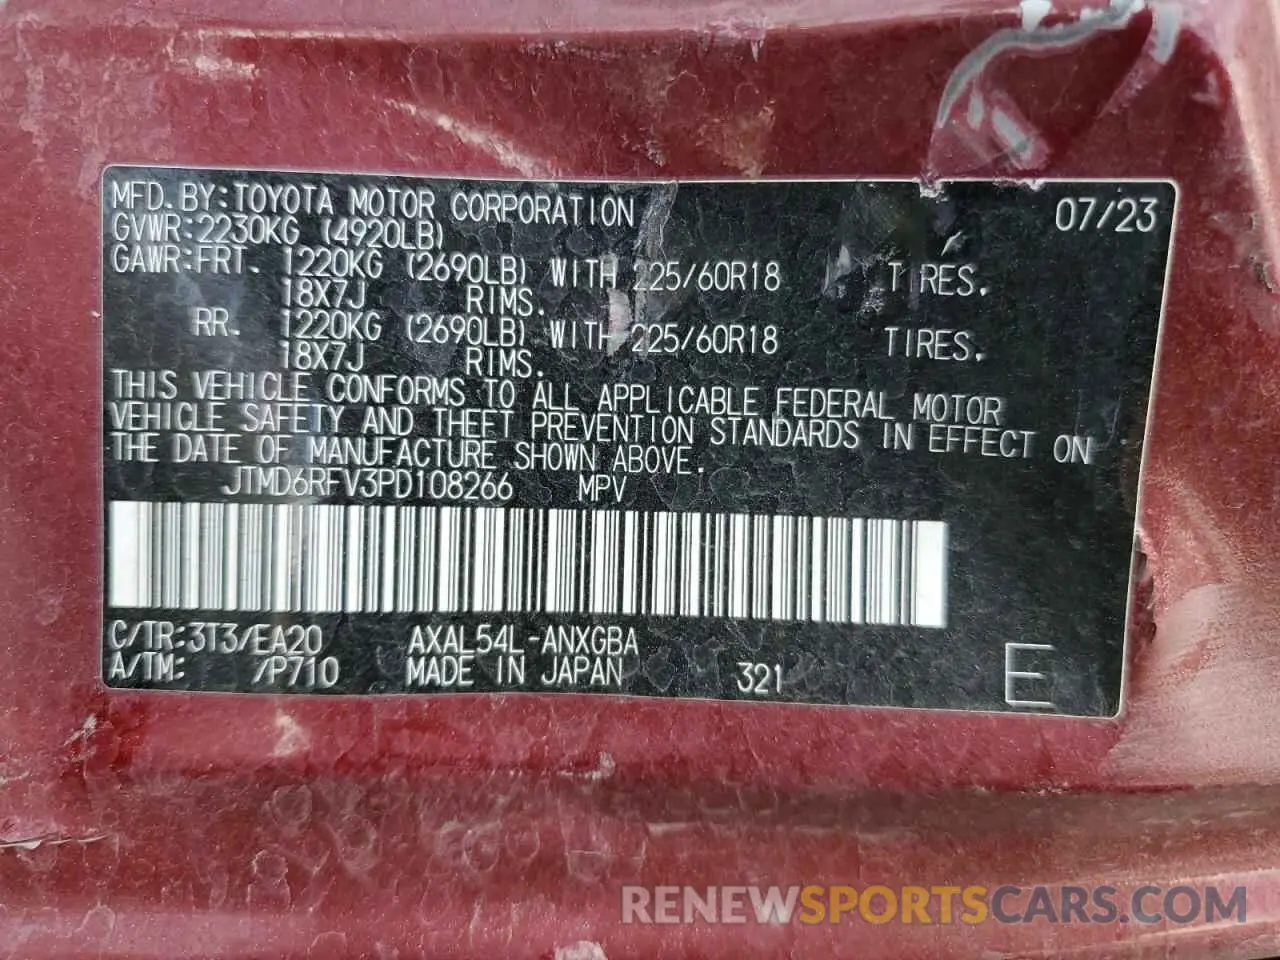 MFD. BY: TOYOTA MOTOR CORPORATION 07/23
GVWR: 2230KG (4920LB)
GAWR: FRT. 1220KG (2690LB) WITH 225/60R18 TIRES.
18X7J RIMS.
RR. 1220KG (2690LB) WITH 225/60R18 TIRES.
18X7J RIMS.
THIS VEHICLE CONFORMS TO ALL APPLICABLE FEDERAL MOTOR
VEHICLE SAFETY AND THEFT PREVENTION STANDARDS IN EFFECT ON
THE DATE OF MANUFACTURE SHOWN ABOVE.
JTMD6RFV3PD108266 MPV
C/TR: 3T3/EA20 AXAL54L-ANXGBA
A/TM: /P710 MADE IN JAPAN 321 E
RENEWSPORTSCARS.COM